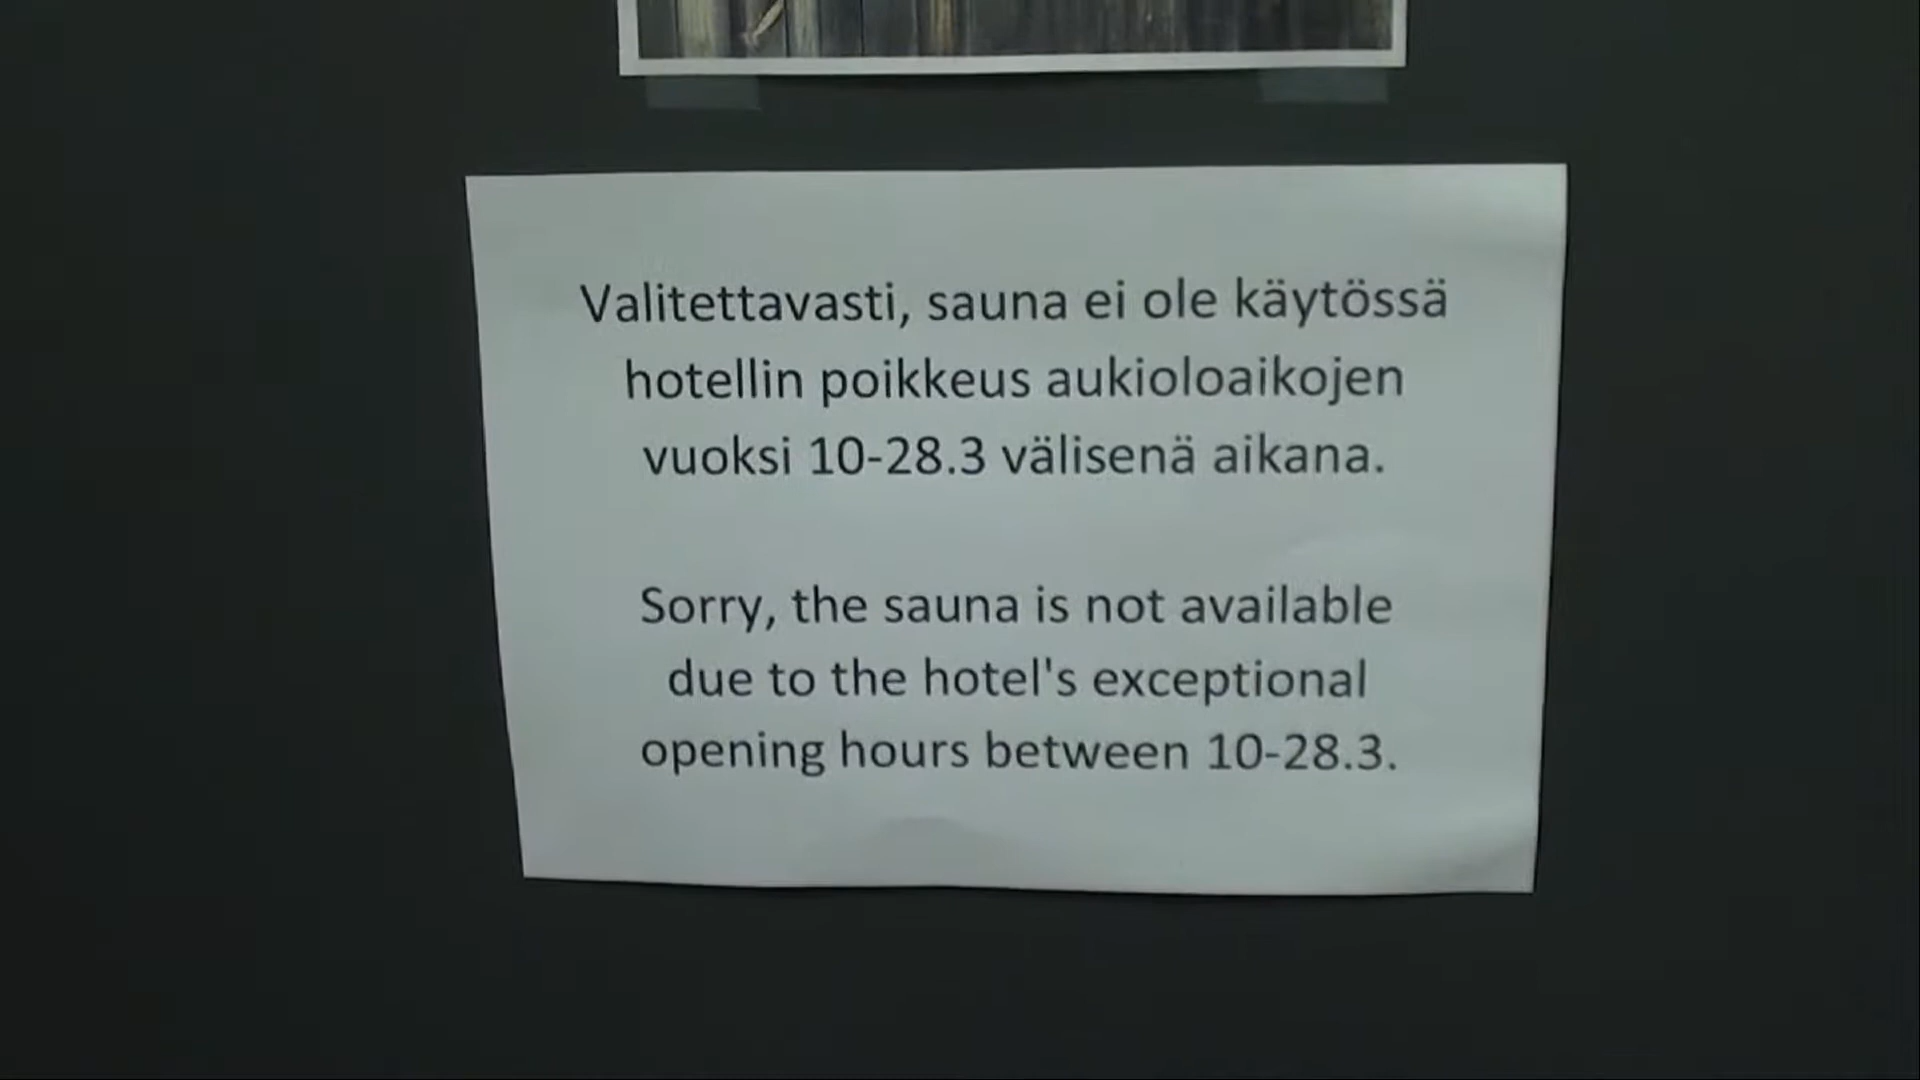 Valitettavasti, sauna ei ole käytössä
hotellin poikkeus aukioloaikojen
vuoksi 10-28.3 välisenä aikana.
Sorry, the sauna is not available
due to the hotel's exceptional
opening hours between 10-28.3.